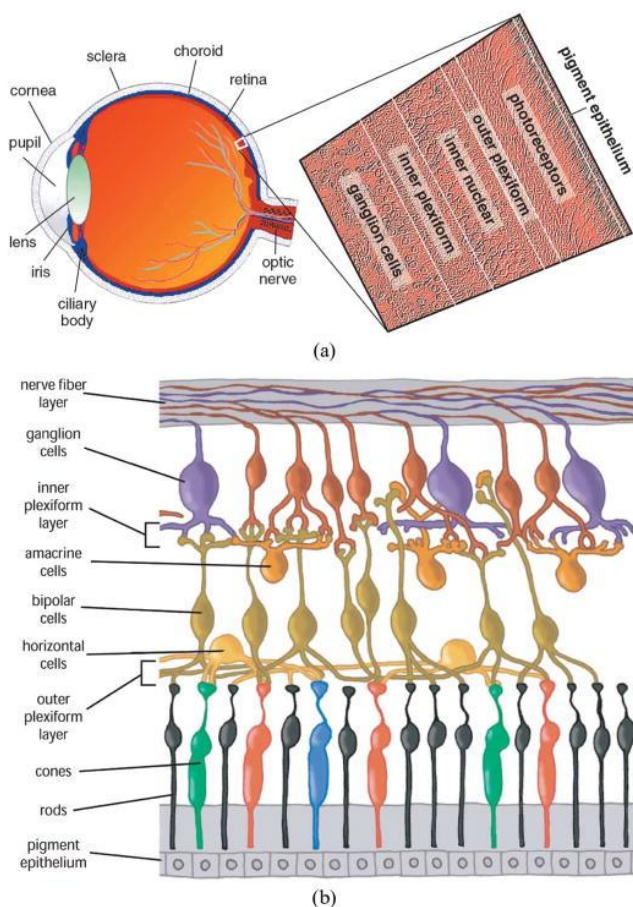 sclera
choroid
retina
cornea
pupil
lens
iris
ciliary
body
optic
nerve
ganglion cells
inner plexiform
inner nuclear
outer plexiform
photoreceptors
pigment epithelium
(a)
nerve fiber
layer
ganglion
cells
inner
plexiform
layer
amacrine
cells
bipolar
cells
horizontal
cells
outer
plexiform
layer
cones
rods
pigment
epithelium
(b)